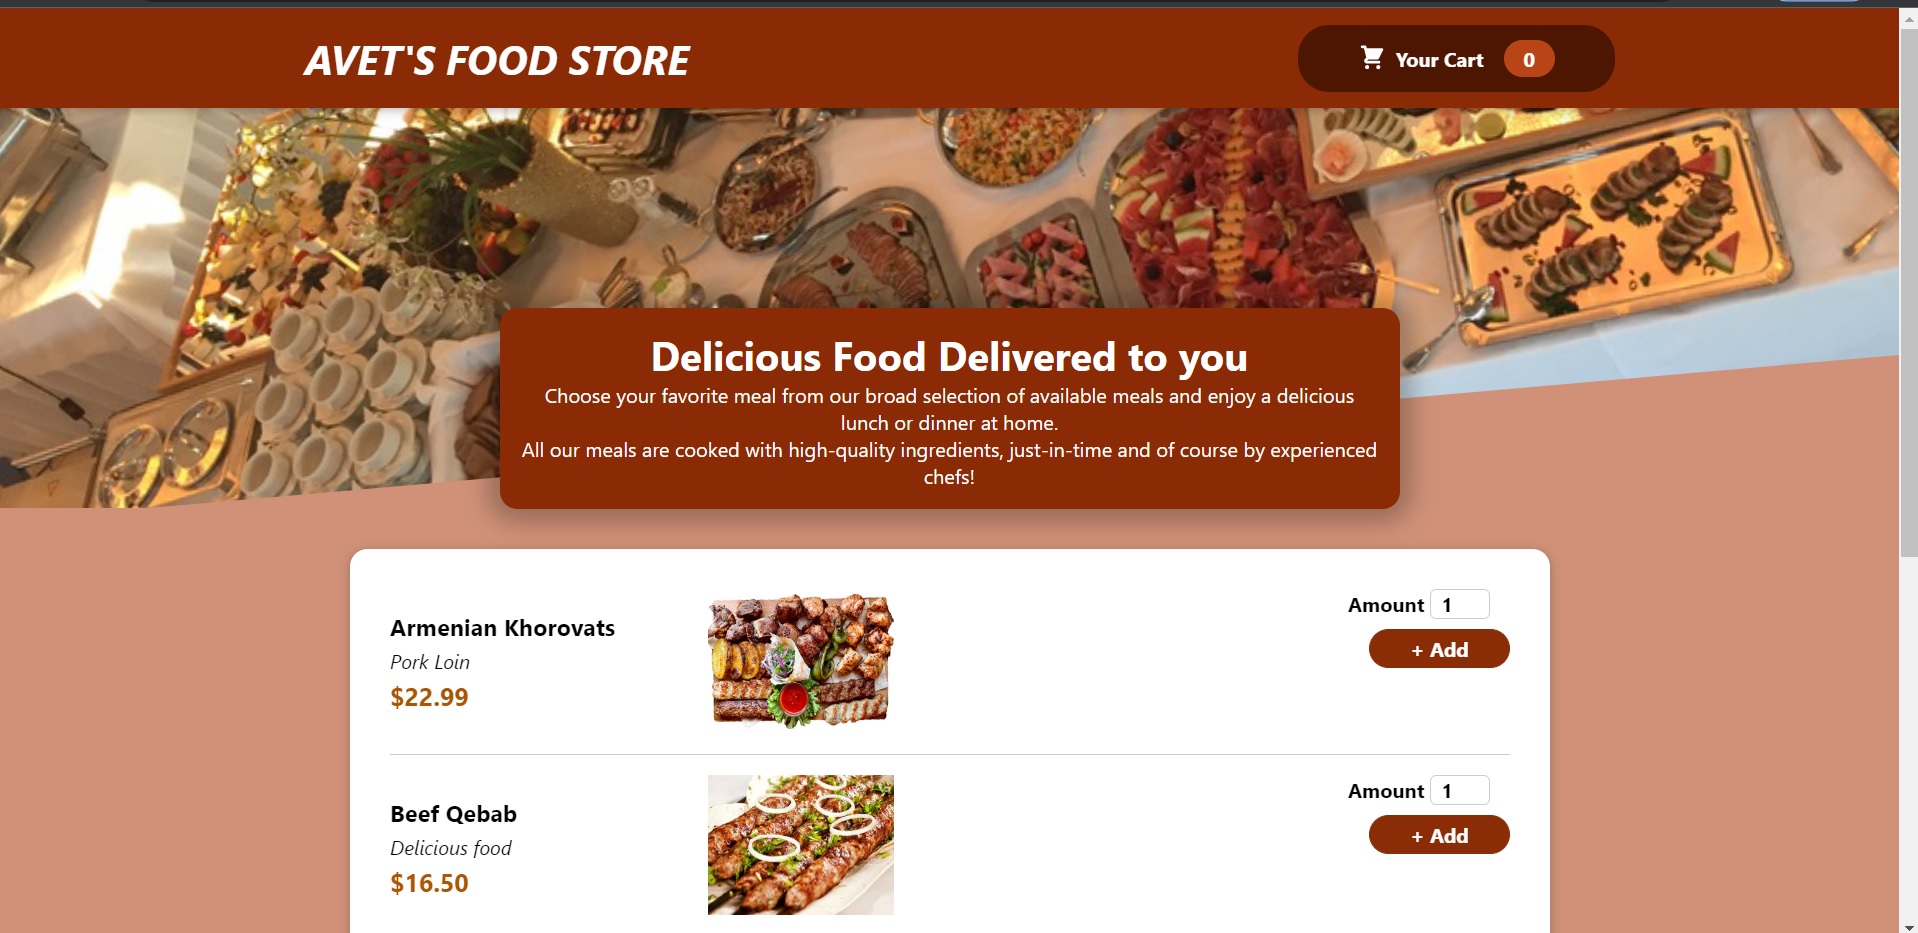 AVET'S FOOD STORE
Your Cart 0
Delicious Food Delivered to you
Choose your favorite meal from our broad selection of available meals and enjoy a delicious
lunch or dinner at home.
All our meals are cooked with high-quality ingredients, just-in-time and of course by experienced
chefs!
Armenian Khorovats
Pork Loin
$22.99
Amount 1
+ Add
Beef Qebab
Delicious food
$16.50
Amount 1
+ Add